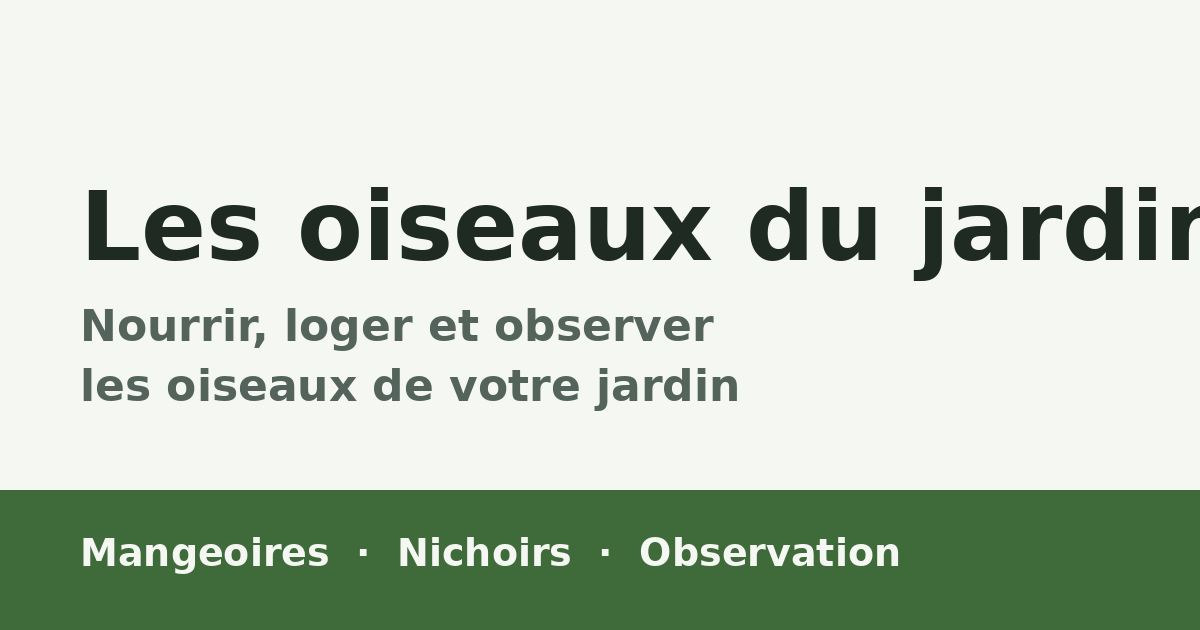 Les oiseaux du jardin
Nourrir, loger et observer
les oiseaux de votre jardin
Mangeoires · Nichoirs · Observation